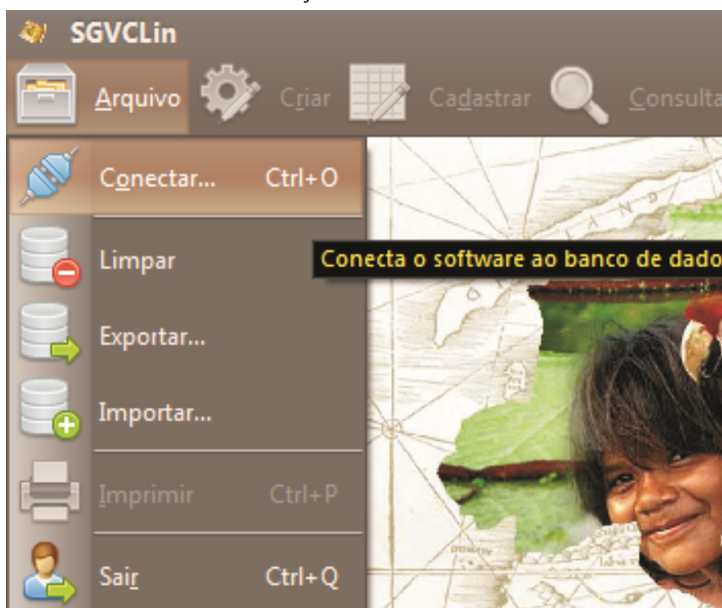 SGVCLin
Arquivo Criar Cadastrar Consulta
Conectar... Ctrl+O
Limpar
Conecta o software ao banco de dado
Exportar...
Importar...
Imprimir Ctrl+P
Sair Ctrl+Q